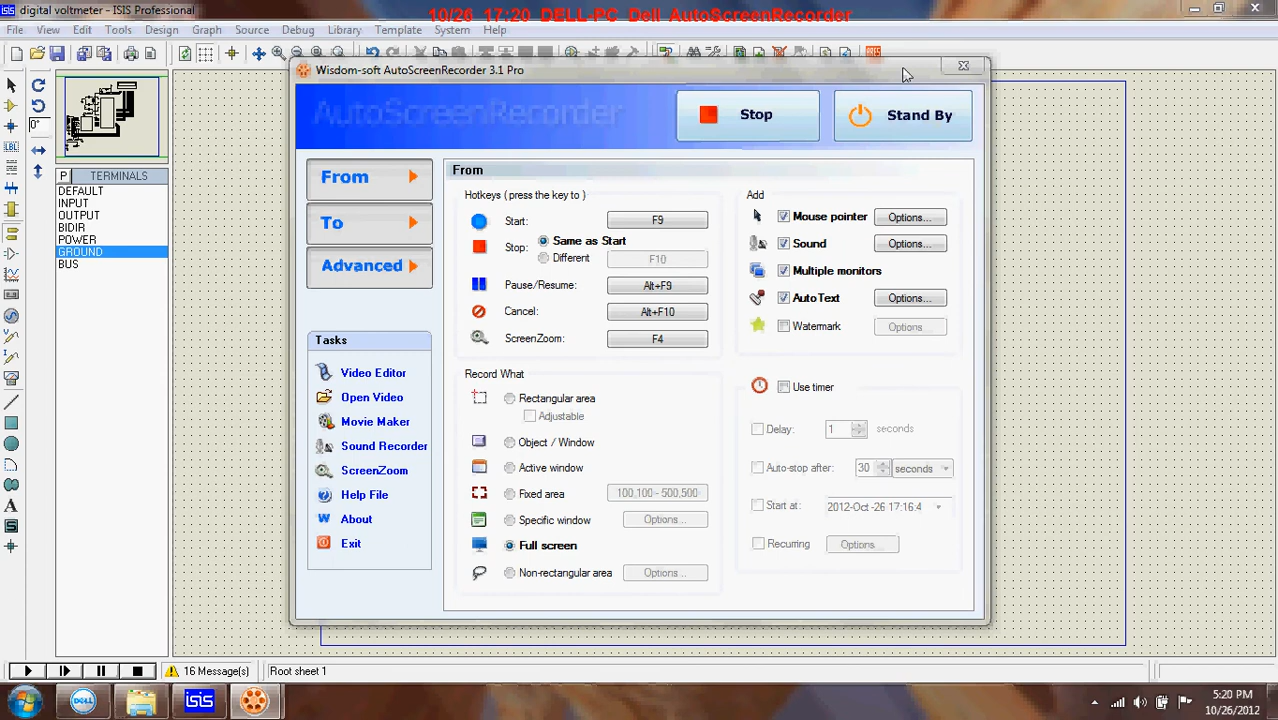 digital voltmeter - ISIS Professional
10/26 17:20 DELL-PC Dell AutoScreenRecorder
File View Edit Tools Design Graph Source Debug Library Template System Help
ARES
Wisdom-soft AutoScreenRecorder 3.1 Pro
AutoScreenRecorder
Stop
Stand By
0°
LBL
P TERMINALS
DEFAULT
INPUT
OUTPUT
BIDIR
POWER
GROUND
BUS
A
S
From
To
Advanced
Tasks
Video Editor
Open Video
Movie Maker
Sound Recorder
ScreenZoom
Help File
About
Exit
From
Hotkeys ( press the key to )
Start: F9
Stop: Same as Start
Different F10
Pause/Resume: Alt+F9
Cancel: Alt+F10
ScreenZoom: F4
Record What
Rectangular area
Adjustable
Object / Window
Active window
Fixed area 100,100 - 500,500
Specific window Options...
Full screen
Non-rectangular area Options...
Add
Mouse pointer Options...
Sound Options...
Multiple monitors
AutoText Options...
Watermark Options...
Use timer
Delay: 1 seconds
Auto-stop after: 30 seconds
Start at: 2012-Oct -26 17:16:4
Recurring Options...
16 Message(s) Root sheet 1
DELL
isis
5:20 PM
10/26/2012